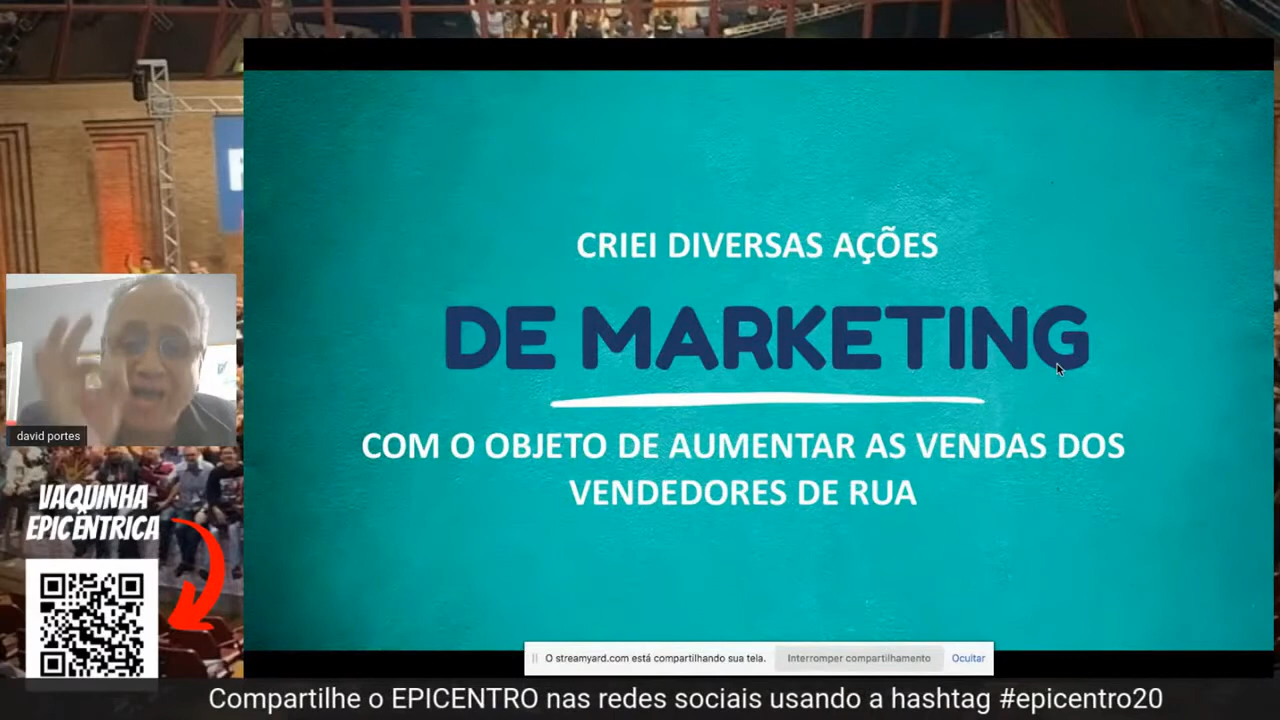 CRIEI DIVERSAS AÇÕES
DE MARKETING
COM O OBJETO DE AUMENTAR AS VENDAS DOS
VENDEDORES DE RUA
david portes
VAQUINHA
EPICÊNTRICA
O streamyard.com está compartilhando sua tela.
Interromper compartilhamento
Ocultar
Compartilhe o EPICENTRO nas redes sociais usando a hashtag #epicentro20